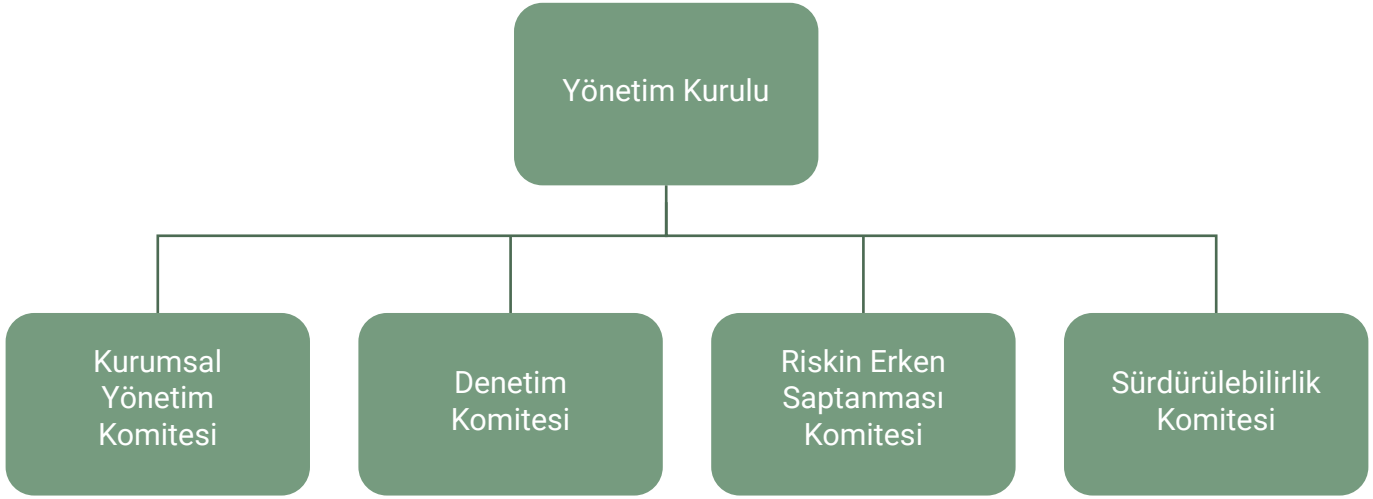 Yönetim Kurulu
Kurumsal
Yönetim
Komitesi
Denetim
Komitesi
Riskin Erken
Saptanması
Komitesi
Sürdürülebilirlik
Komitesi